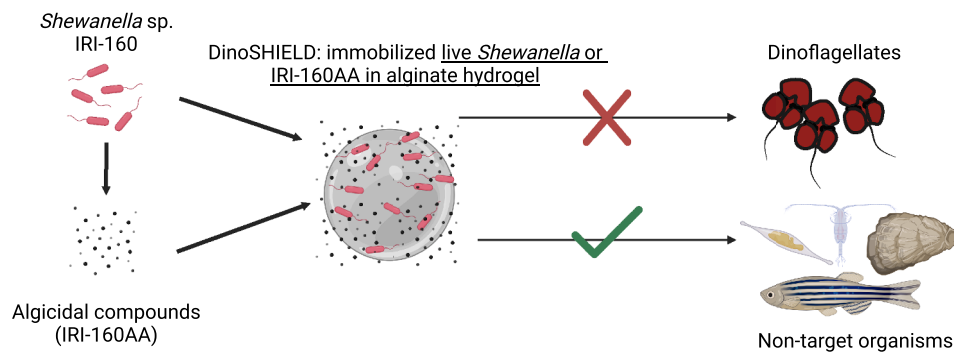 Shewanella sp.
IRI-160
DinoSHIELD: immobilized live Shewanella or
IRI-160AA in alginate hydrogel
Dinoflagellates
Algicidal compounds
(IRI-160AA)
Non-target organisms